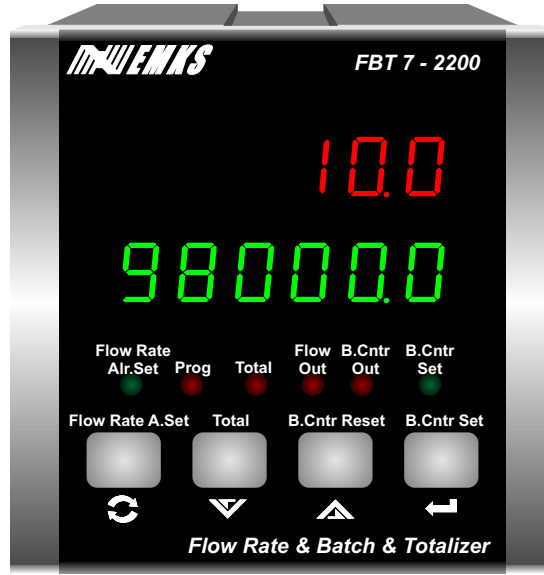 EMKS
FBT 7 - 2200
10.0
98000.0
Flow Rate Alr.Set
Prog
Total
Flow Out
B.Cntr Out
B.Cntr Set
Flow Rate A.Set
Total
B.Cntr Reset
B.Cntr Set
Flow Rate & Batch & Totalizer